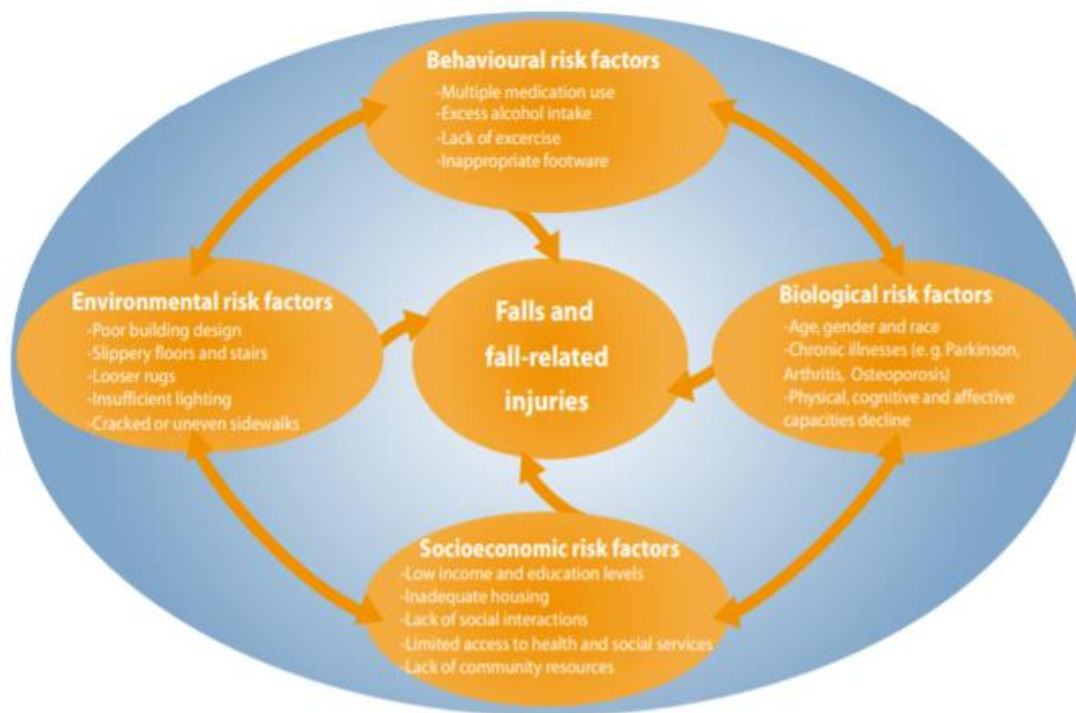 Behavioural risk factors
-Multiple medication use
-Excess alcohol intake
-Lack of excercise
-Inappropriate footware
Environmental risk factors
-Poor building design
-Slippery floors and stairs
-Looser rugs
-Insufficient lighting
-Cracked or uneven sidewalks
Falls and
fall-related
injuries
Biological risk factors
-Age, gender and race
-Chronic illnesses (e. g. Parkinson,
Arthritis, Osteoporosis)
-Physical, cognitive and affective
capacities decline
Socioeconomic risk factors
-Low income and education levels
-Inadequate housing
-Lack of social interactions
-Limited access to health and social services
-Lack of community resources